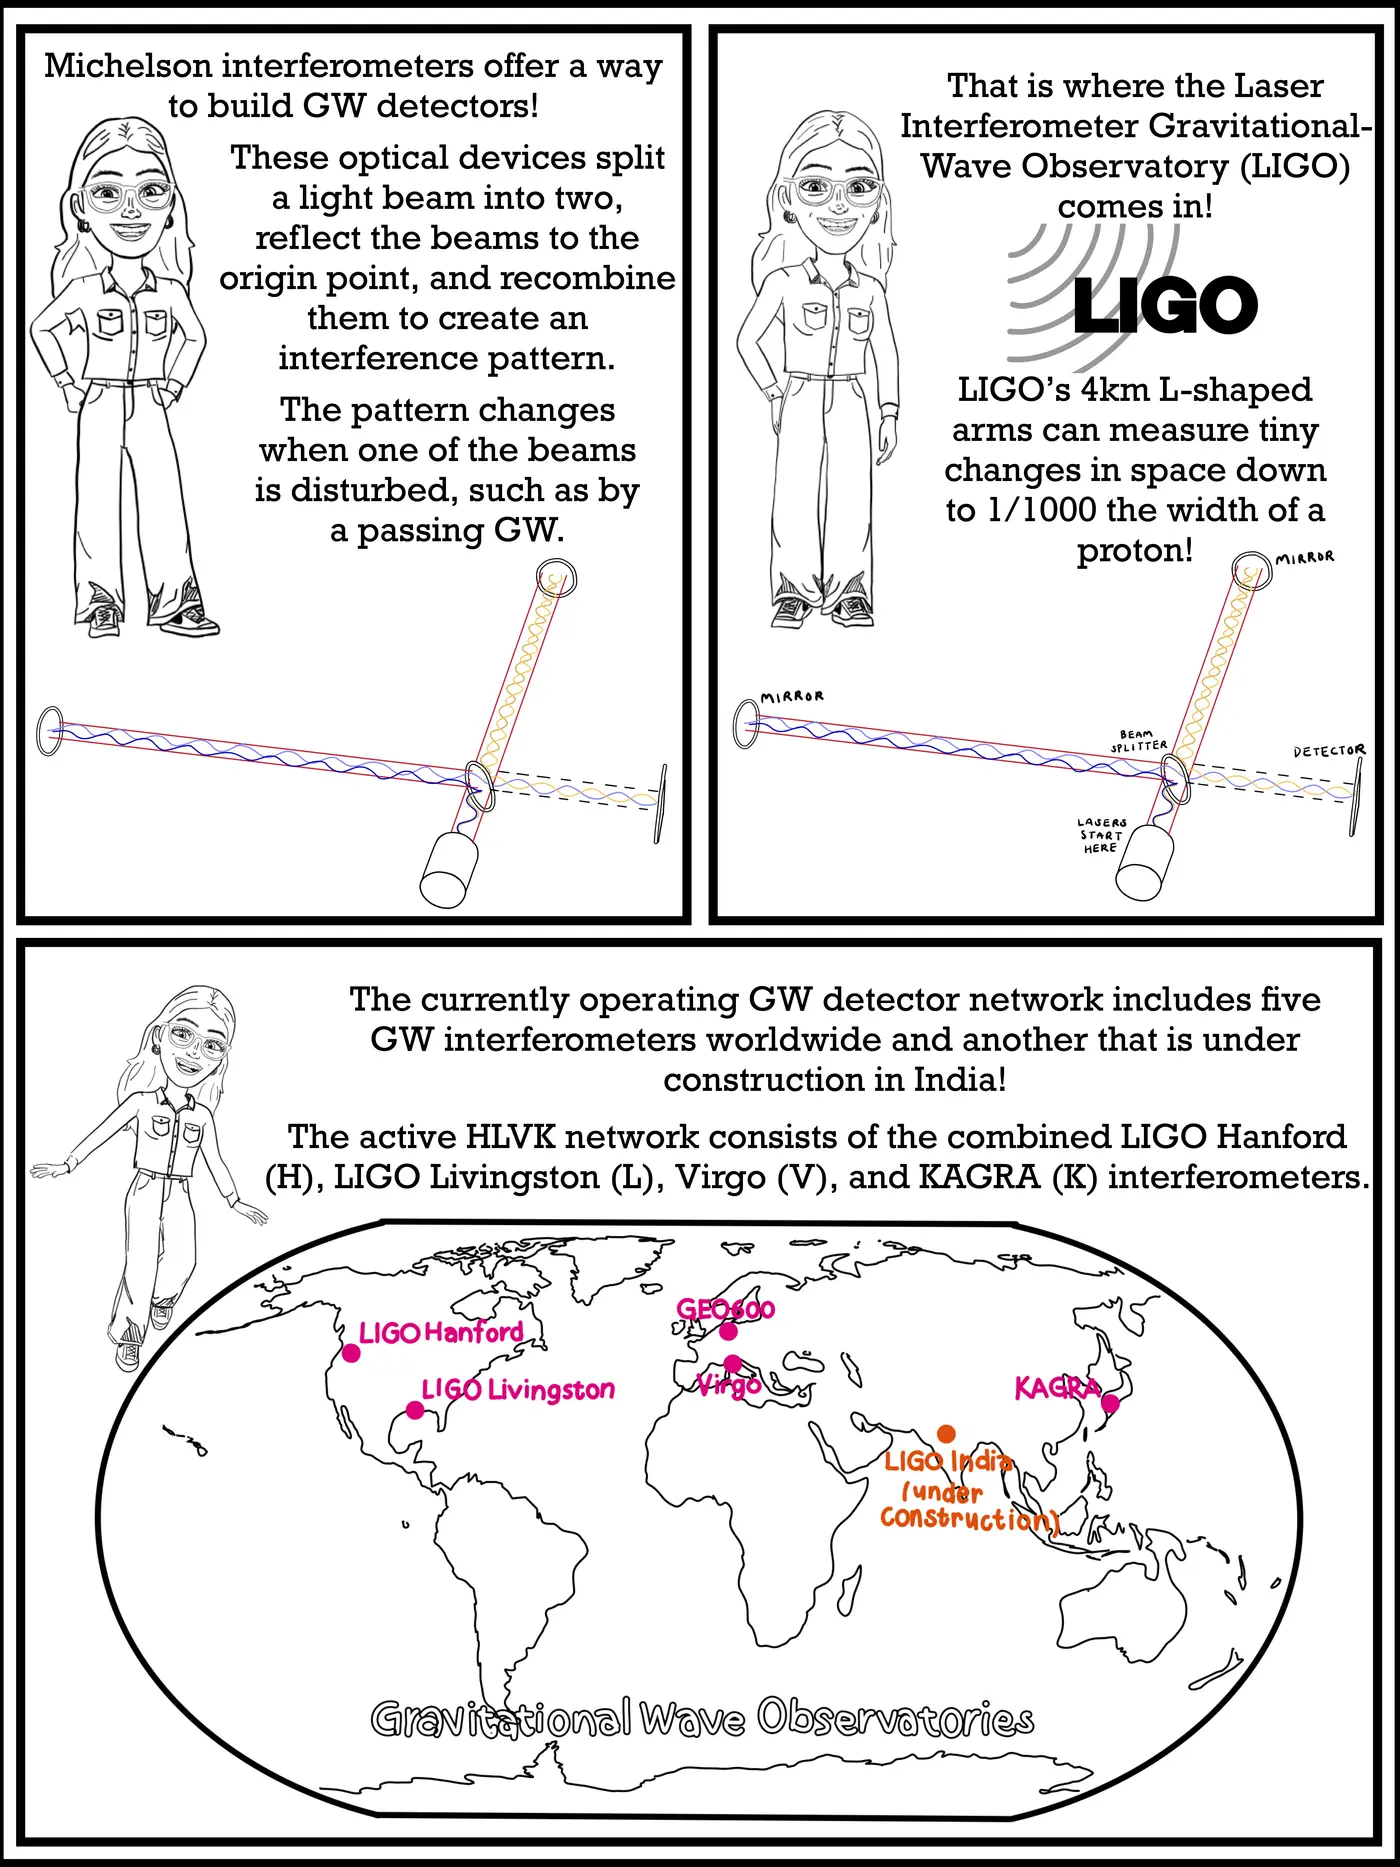 Michelson interferometers offer a way
to build GW detectors!
These optical devices split
a light beam into two,
reflect the beams to the
origin point, and recombine
them to create an
interference pattern.
The pattern changes
when one of the beams
is disturbed, such as by
a passing GW.
That is where the Laser
Interferometer Gravitational-
Wave Observatory (LIGO)
comes in!
LIGO
LIGO's 4km L-shaped
arms can measure tiny
changes in space down
to 1/1000 the width of a
proton!
MIRROR
MIRROR
BEAM
SPLITTER
DETECTOR
LASERS
START
HERE
The currently operating GW detector network includes five
GW interferometers worldwide and another that is under
construction in India!
The active HLVK network consists of the combined LIGO Hanford
(H), LIGO Livingston (L), Virgo (V), and KAGRA (K) interferometers.
GEO600
LIGO Hanford
Virgo
LIGO Livingston
KAGRA
LIGO India
(under
construction)
Gravitational Wave Observatories